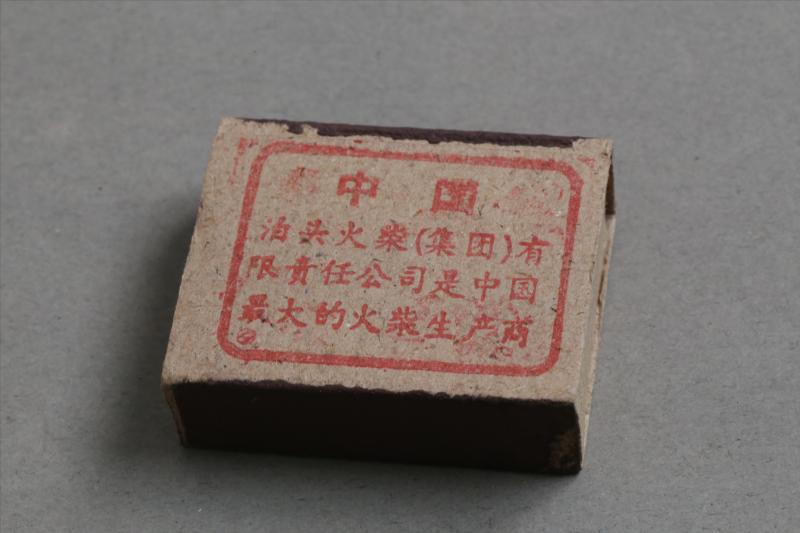 中国
泊头火柴(集团)有
限责任公司是中国
最大的火柴生产商